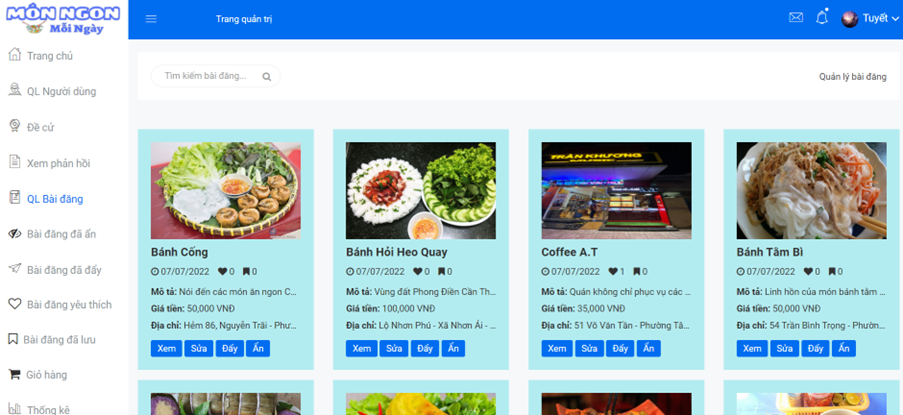 MÓN NGON
Mỗi Ngày
Trang quản trị
Tuyết
Trang chủ
QL Người dùng
Đề cử
Xem phản hồi
QL Bài đăng
Bài đăng đã ẩn
Bài đăng đã đẩy
Bài đăng yêu thích
Bài đăng đã lưu
Giỏ hàng
Thống kê
Tìm kiếm bài đăng...
Quản lý bài đăng
Bánh Cống
07/07/2022 0 0
Mô tả: Nói đến các món ăn ngon C...
Giá tiền: 50,000 VNĐ
Địa chỉ: Hẻm 86, Nguyễn Trãi - Phư...
Xem Sửa Đẩy Ẩn
Bánh Hỏi Heo Quay
07/07/2022 0 0
Mô tả: Vùng đất Phong Điền Cần Th...
Giá tiền: 100,000 VNĐ
Địa chỉ: Lộ Nhơn Phú - Xã Nhơn Ái - ...
Xem Sửa Đẩy Ẩn
TRẦN KHƯƠNG
Coffee A.T
07/07/2022 1 0
Mô tả: Quán không chỉ phục vụ các ...
Giá tiền: 35,000 VNĐ
Địa chỉ: 51 Võ Văn Tần - Phường Tâ...
Xem Sửa Đẩy Ẩn
Bánh Tằm Bì
07/07/2022 0 0
Mô tả: Linh hồn của món bánh tằm ...
Giá tiền: 50,000 VNĐ
Địa chỉ: 54 Trần Bình Trọng - Phườn...
Xem Sửa Đẩy Ẩn